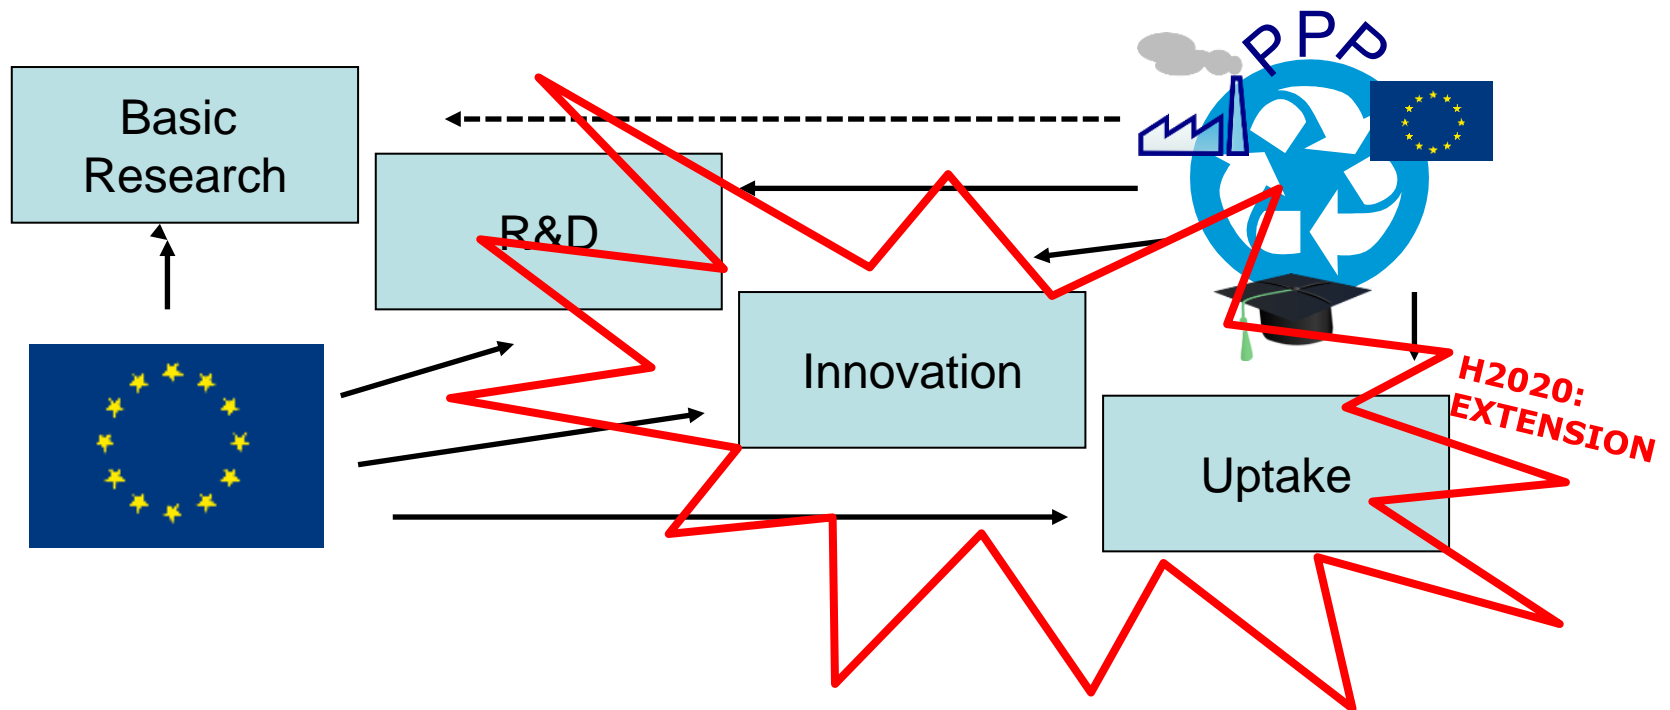 PPP
Basic
Research
R&D
Innovation
H2020:
EXTENSION
Uptake